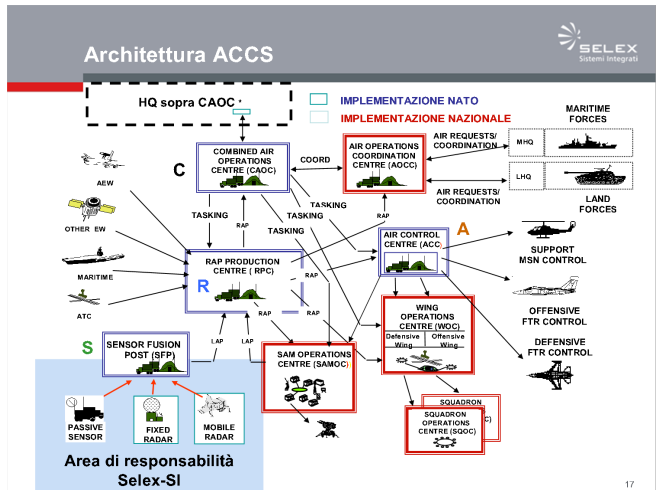 SELEX
Sistemi Integrati
Architettura ACCS
HQ sopra CAOC *
IMPLEMENTAZIONE NATO
IMPLEMENTAZIONE NAZIONALE
MARITIME
FORCES
COMBINED AIR
OPERATIONS
CENTRE (CAOC)
C
COORD
AIR OPERATIONS
COORDINATION
CENTRE (AOCC)
AIR REQUESTS/
COORDINATION
MHQ
LHQ
AIR REQUESTS/
COORDINATION
LAND
FORCES
AEW
OTHER EW
MARITIME
ATC
TASKING
RAP
TASKING
TASKING
TASKING
RAP
A
AIR CONTROL
CENTRE (ACC)
SUPPORT
MSN CONTROL
RAP PRODUCTION
CENTRE ( RPC)
R
RAP
RAP
RAP
OFFENSIVE
FTR CONTROL
WING
OPERATIONS
CENTRE (WOC)
Defensive
Wing
Offensive
Wing
DEFENSIVE
FTR CONTROL
S
SENSOR FUSION
POST (SFP)
LAP
LAP
SAM OPERATIONS
CENTRE (SAMOC)
PASSIVE
SENSOR
FIXED
RADAR
MOBILE
RADAR
SQUADRON
SQUADRON
OPERATIONS
CENTRE (SQOC)
C)
Area di responsabilità
Selex-SI
17